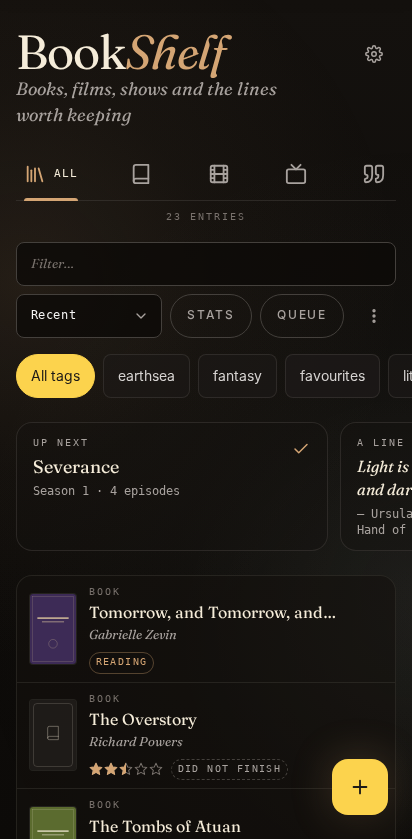 BookShelf
Books, films, shows and the lines
worth keeping
ALL
23 ENTRIES
Filter...
Recent
STATS
QUEUE
All tags
earthsea
fantasy
favourites
UP NEXT
Severance
Season 1 · 4 episodes
A LINE
Light is
and dar
— Ursula
Hand of
BOOK
Tomorrow, and Tomorrow, and...
Gabrielle Zevin
READING
BOOK
The Overstory
Richard Powers
DID NOT FINISH
BOOK
The Tombs of Atuan